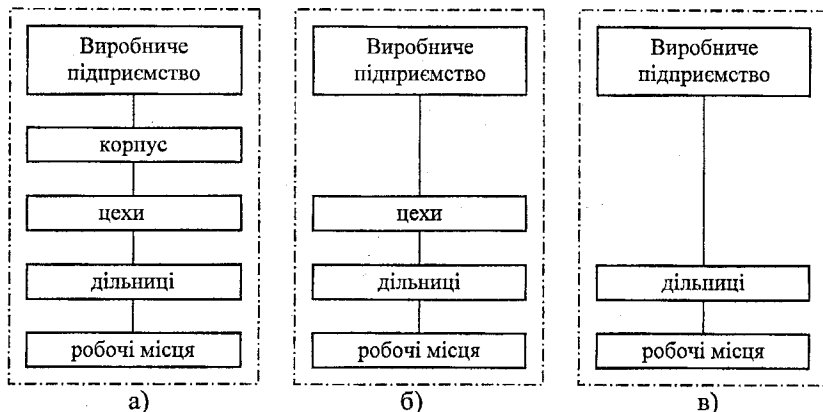 Виробниче
підприємство
корпус
цехи
дільниці
робочі місця
а)
Виробниче
підприємство
цехи
дільниці
робочі місця
б)
Виробниче
підприємство
дільниці
робочі місця
в)